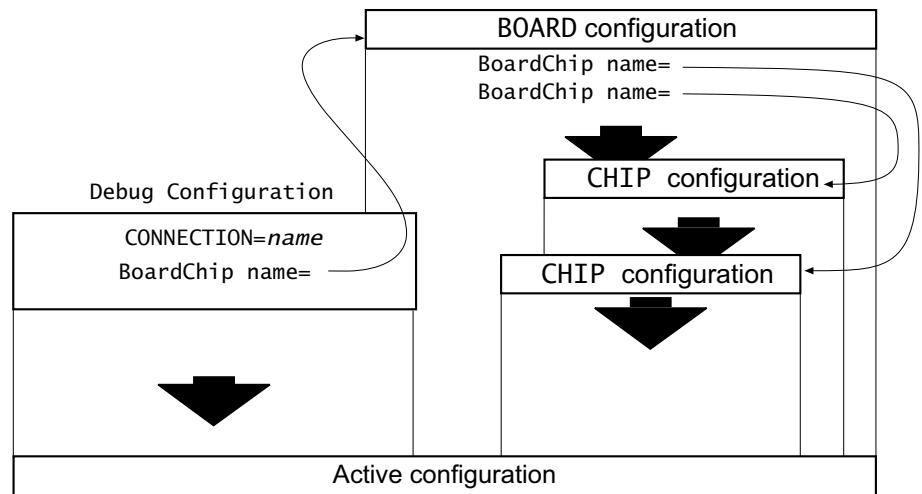 BOARD configuration
BoardChip name=
BoardChip name=
CHIP configuration
Debug Configuration
CONNECTION=name
BoardChip name=
CHIP configuration
Active configuration